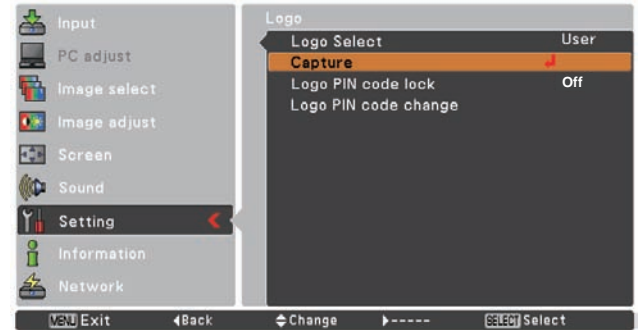 Input
PC adjust
Image select
Image adjust
Screen
Sound
Setting
Information
Network
Logo
Logo Select User
Capture
Logo PIN code lock Off
Logo PIN code change
MENU Exit ◀Back Change ▶----- SELECT Select